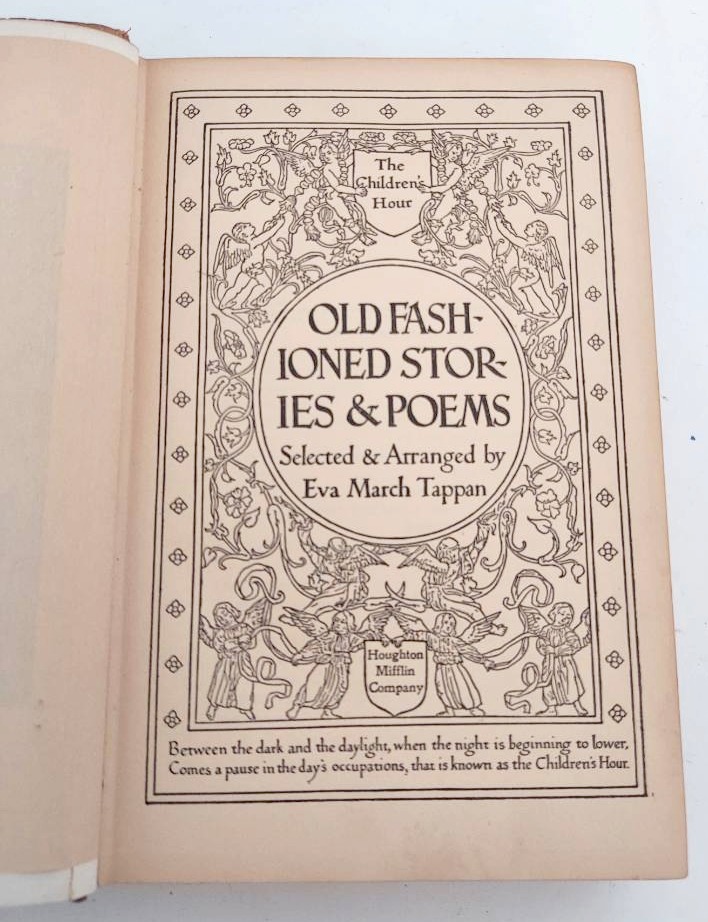 The
Children's
Hour
OLD FASH-
IONED STOR-
IES & POEMS
Selected & Arranged by
Eva March Tappan
Houghton
Mifflin
Company
Between the dark and the daylight, when the night is beginning to lower,
Comes a pause in the day's occupations, that is known as the Children's Hour.